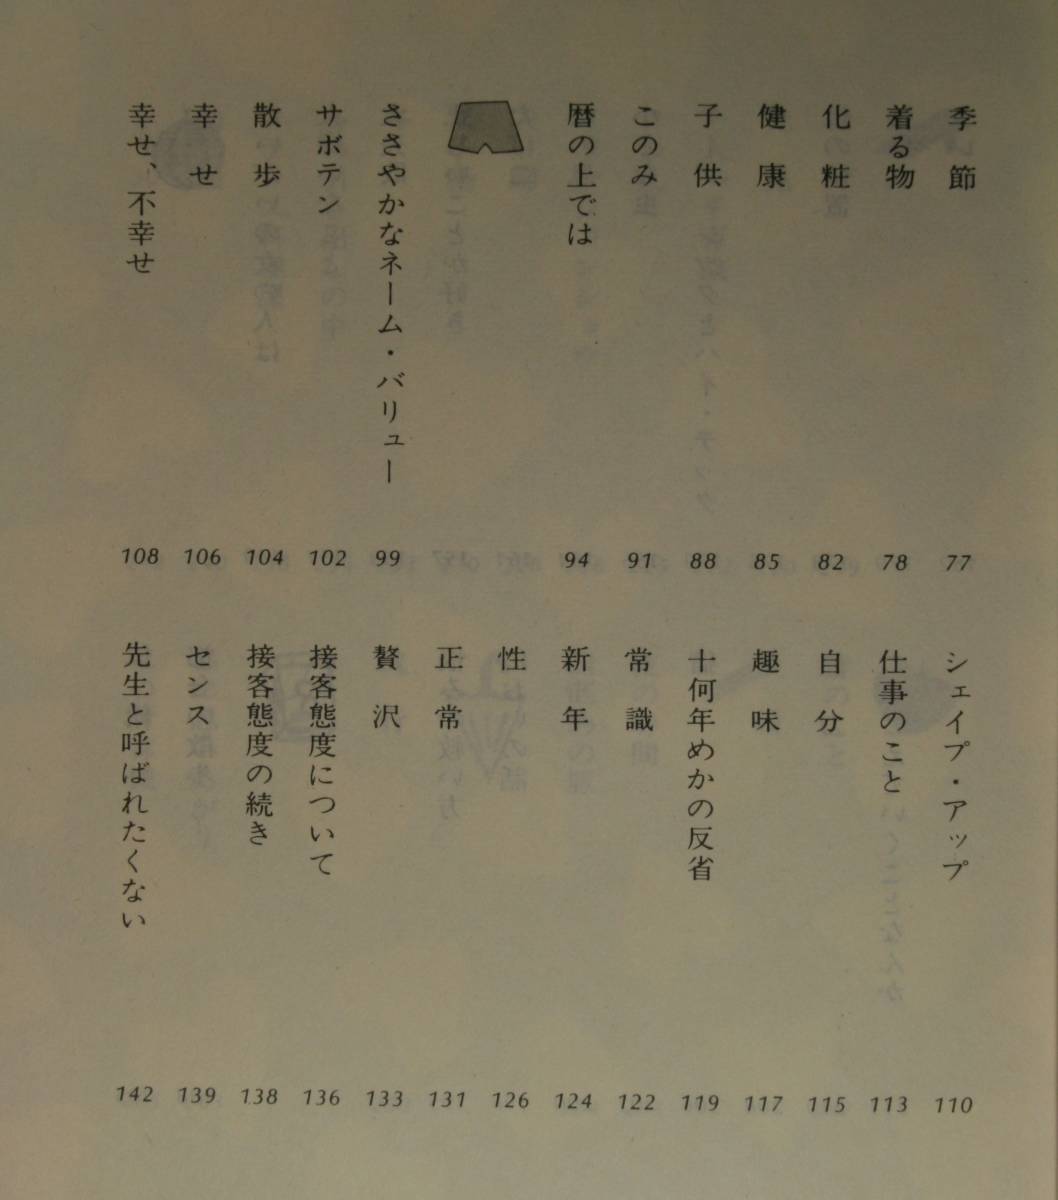 季節 77
着る物 78
化粧 82
健康 85
子供 88
このみ 91
暦の上では 94
ささやかなネーム・バリュー 99
サボテン 102
散歩 104
幸せ 106
幸せ、不幸せ 108
シェイプ・アップ 110
仕事のこと 113
自分 115
趣味 117
十何年めかの反省 119
常識 122
新年 124
性 126
正常 131
贅沢 133
接客態度について 136
接客態度の続き 138
センス 139
先生と呼ばれたくない 142